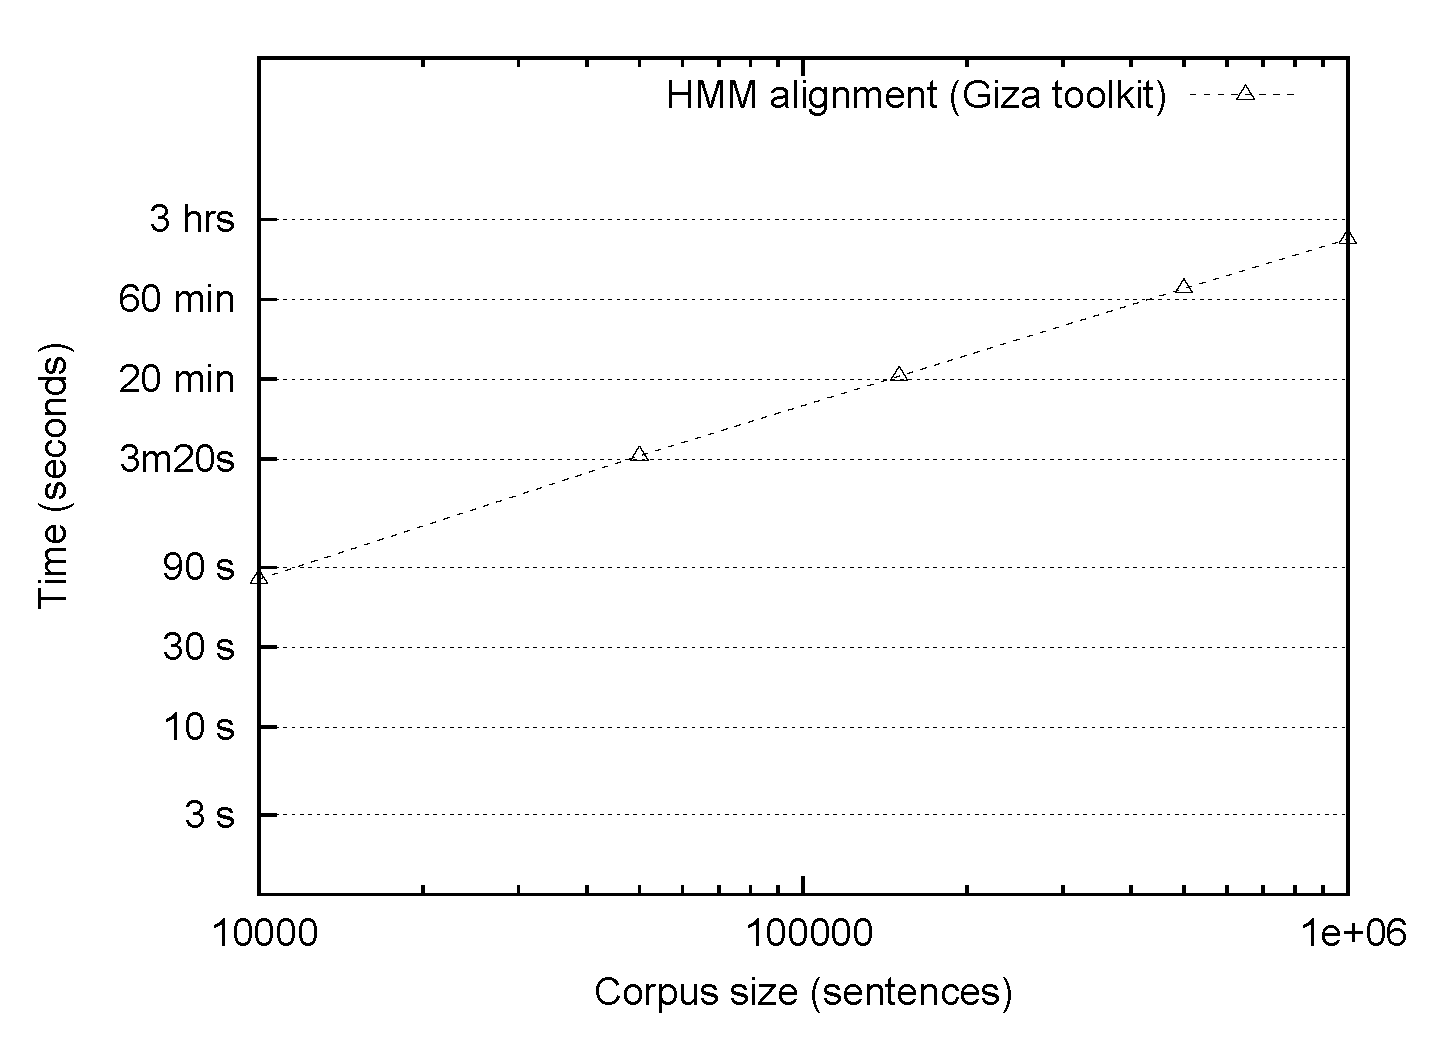 HMM alignment (Giza toolkit)
3 hrs
60 min
20 min
3m20s
90 s
30 s
10 s
3 s
Time (seconds)
10000
100000
1e+06
Corpus size (sentences)